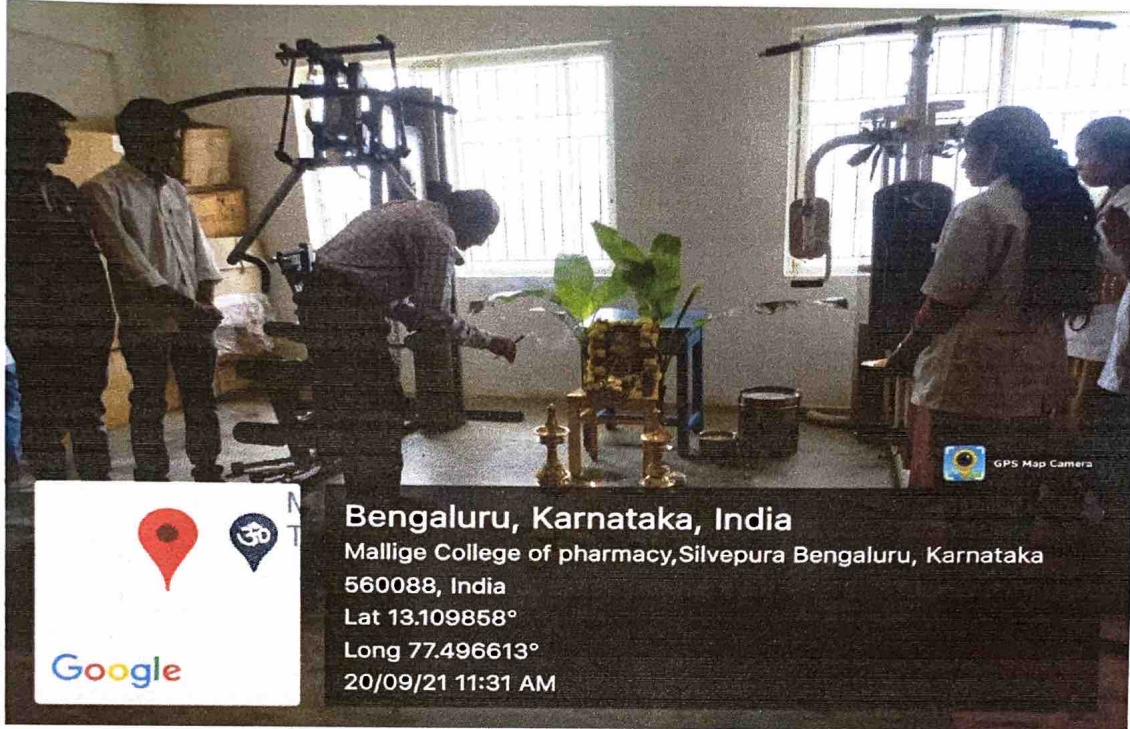 GPS Map Camera
Bengaluru, Karnataka, India
Mallige College of pharmacy,Silvepura Bengaluru, Karnataka
560088, India
Lat 13.109858°
Long 77.496613°
20/09/21 11:31 AM
N
T
ॐ
Google